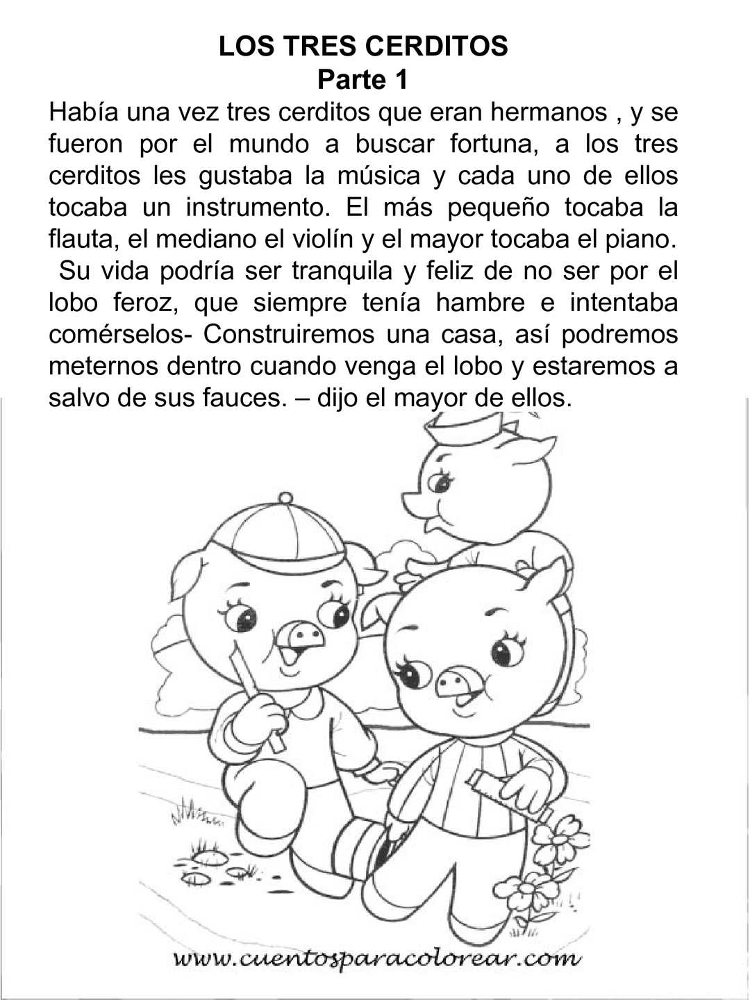 LOS TRES CERDITOS
Parte 1
Había una vez tres cerditos que eran hermanos , y se
fueron por el mundo a buscar fortuna, a los tres
cerditos les gustaba la música y cada uno de ellos
tocaba un instrumento. El más pequeño tocaba la
flauta, el mediano el violín y el mayor tocaba el piano.
Su vida podría ser tranquila y feliz de no ser por el
lobo feroz, que siempre tenía hambre e intentaba
comérselos- Construiremos una casa, así podremos
meternos dentro cuando venga el lobo y estaremos a
salvo de sus fauces. – dijo el mayor de ellos.
www.cuentosparacolorear.com